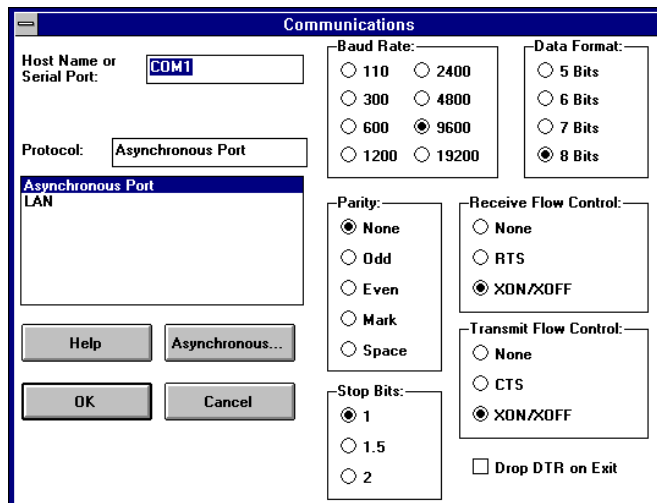 Communications
Host Name or
Serial Port:
COM1
Protocol:
Asynchronous Port
Asynchronous Port
LAN
Help
Asynchronous...
OK
Cancel
Baud Rate:
110
2400
300
4800
600
9600
1200
19200
Data Format:
5 Bits
6 Bits
7 Bits
8 Bits
Parity:
None
Odd
Even
Mark
Space
Receive Flow Control:
None
RTS
XON/XOFF
Transmit Flow Control:
None
CTS
XON/XOFF
Stop Bits:
1
1.5
2
Drop DTR on Exit